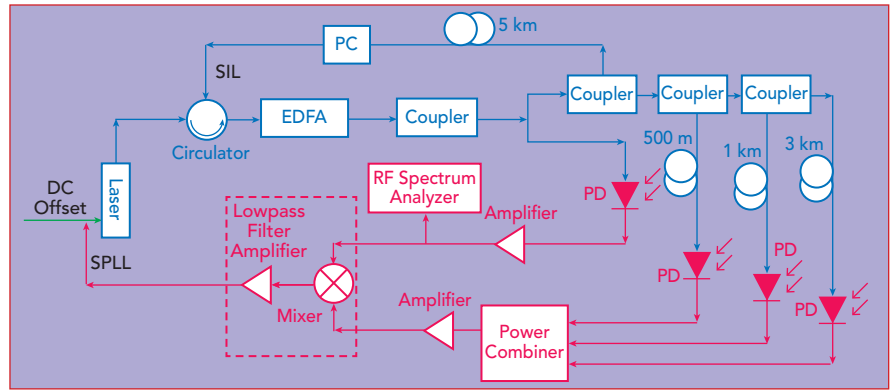 5 km
PC
SIL
Coupler
Coupler
Coupler
EDFA
Coupler
Circulator
500 m
1 km
3 km
Laser
DC
Offset
RF Spectrum
Analyzer
PD
Lowpass
Filter
Amplifier
Amplifier
SPLL
Mixer
Amplifier
PD
PD
PD
Power
Combiner